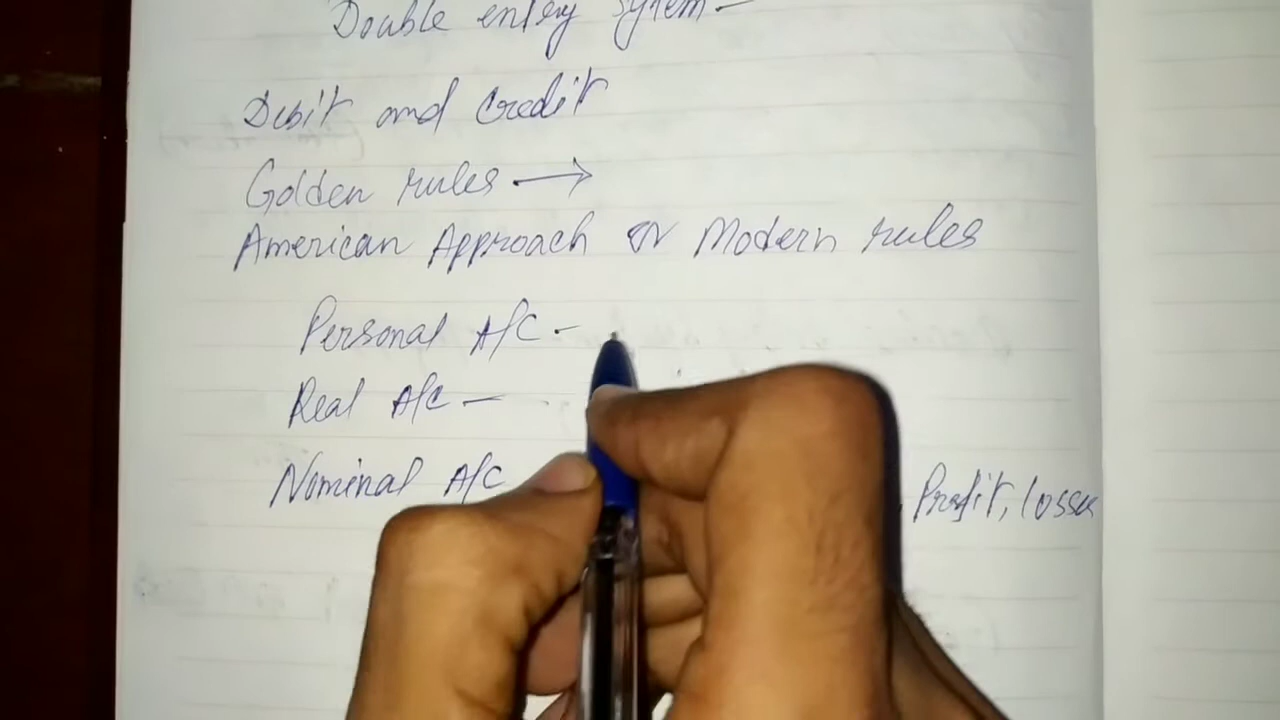 Double entry system -
Debit and Credit
Golden rules →
American Approach or Modern rules
Personal A/C -
Real A/C -
Nominal A/C Profit, losses